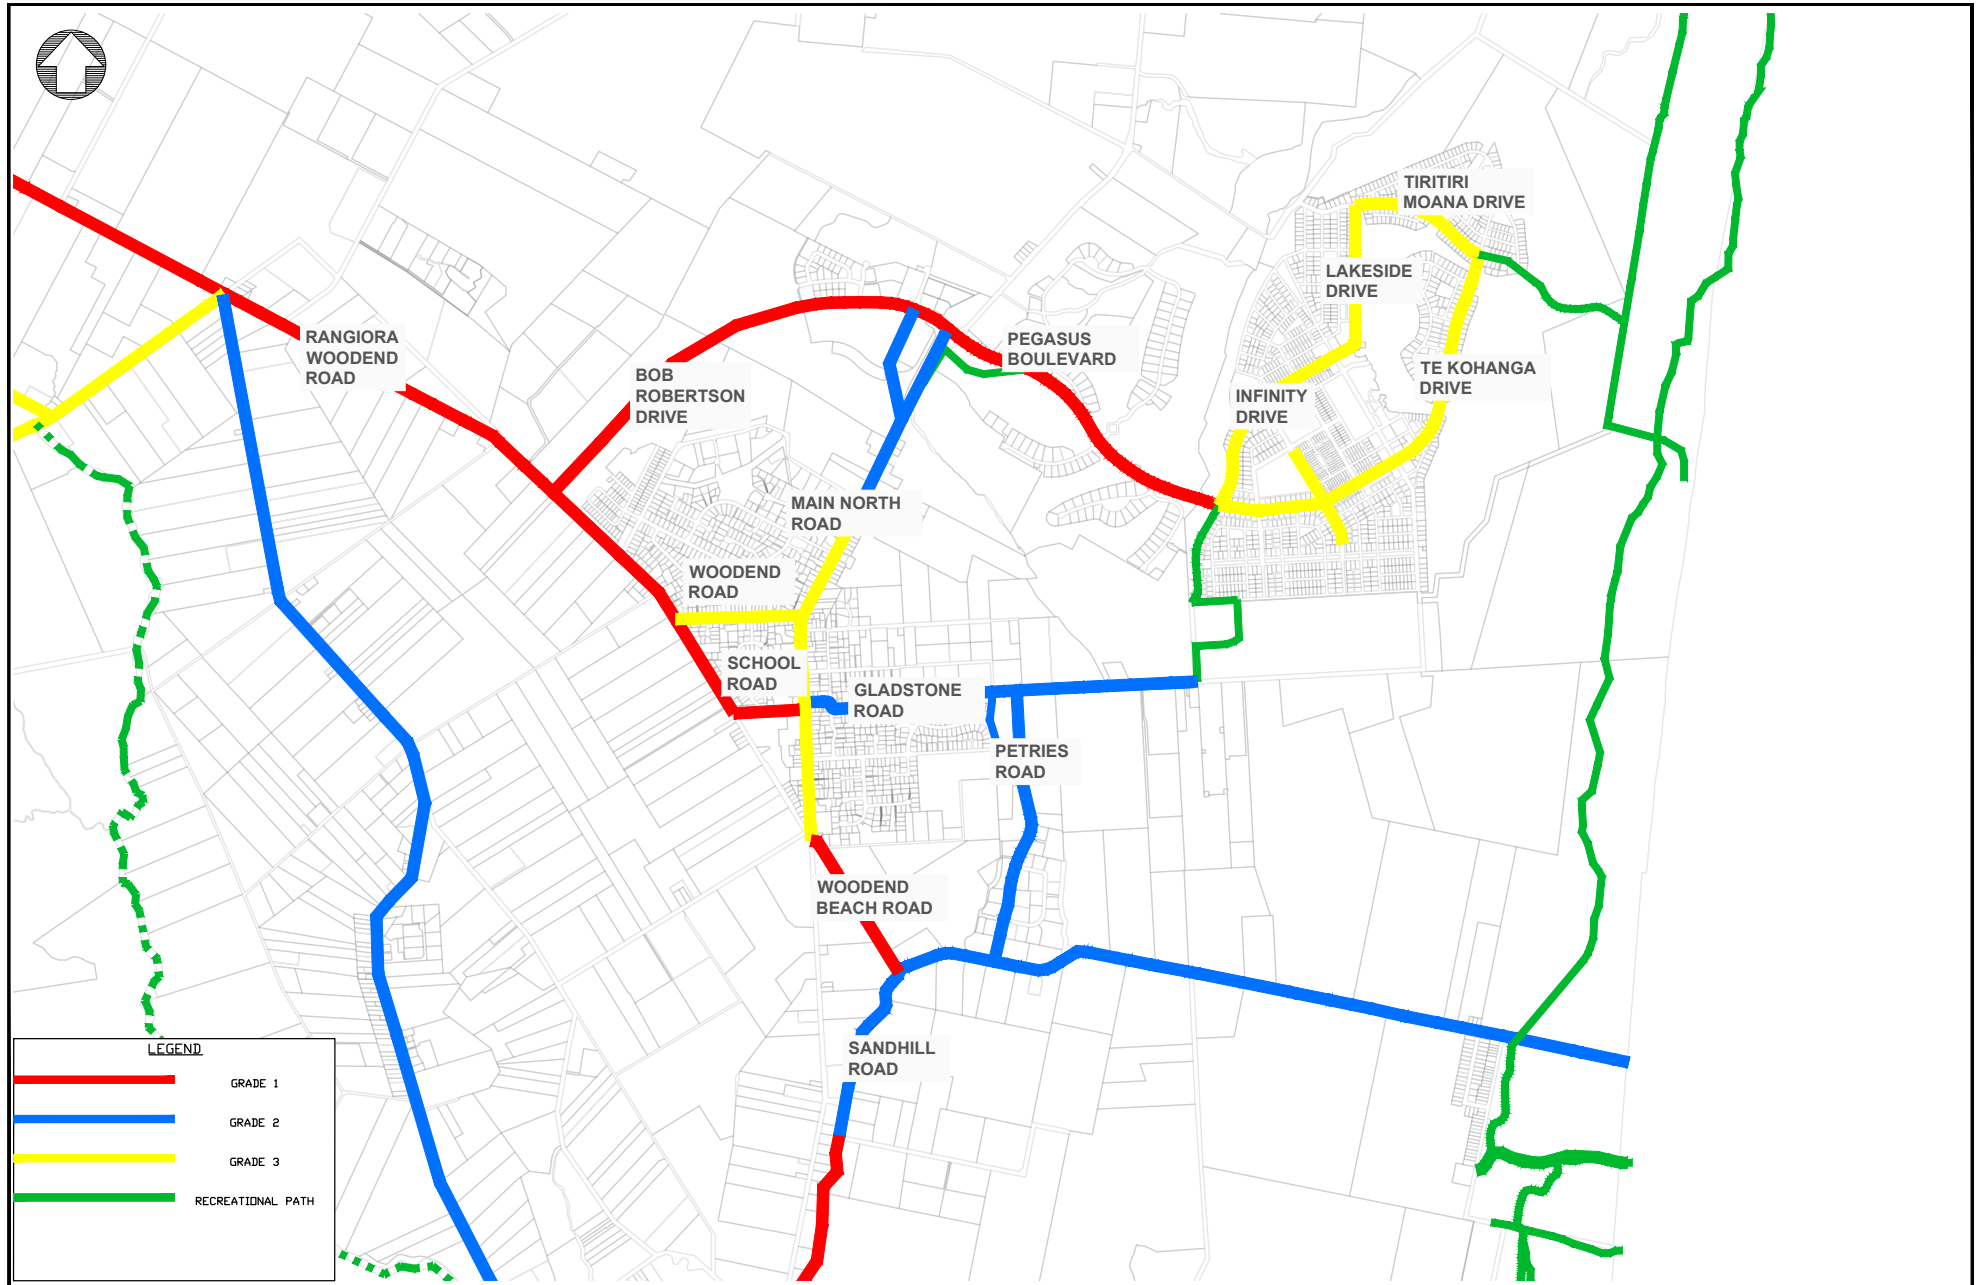 TIRITIRI
MOANA DRIVE
LAKESIDE
DRIVE
RANGIORA
WOODEND
ROAD
PEGASUS
BOULEVARD
BOB
ROBERTSON
DRIVE
TE KOHANGA
DRIVE
INFINITY
DRIVE
MAIN NORTH
ROAD
WOODEND
ROAD
SCHOOL
ROAD
GLADSTONE
ROAD
PETRIES
ROAD
WOODEND
BEACH ROAD
SANDHILL
ROAD
LEGEND
GRADE 1
GRADE 2
GRADE 3
RECREATIONAL PATH